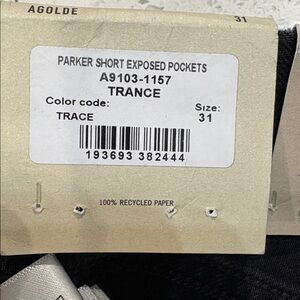 AGOLDE 31
PARKER SHORT EXPOSED POCKETS
A9103-1157
TRANCE
Color code: Size:
TRACE 31
193693 382444
100% RECYCLED PAPER